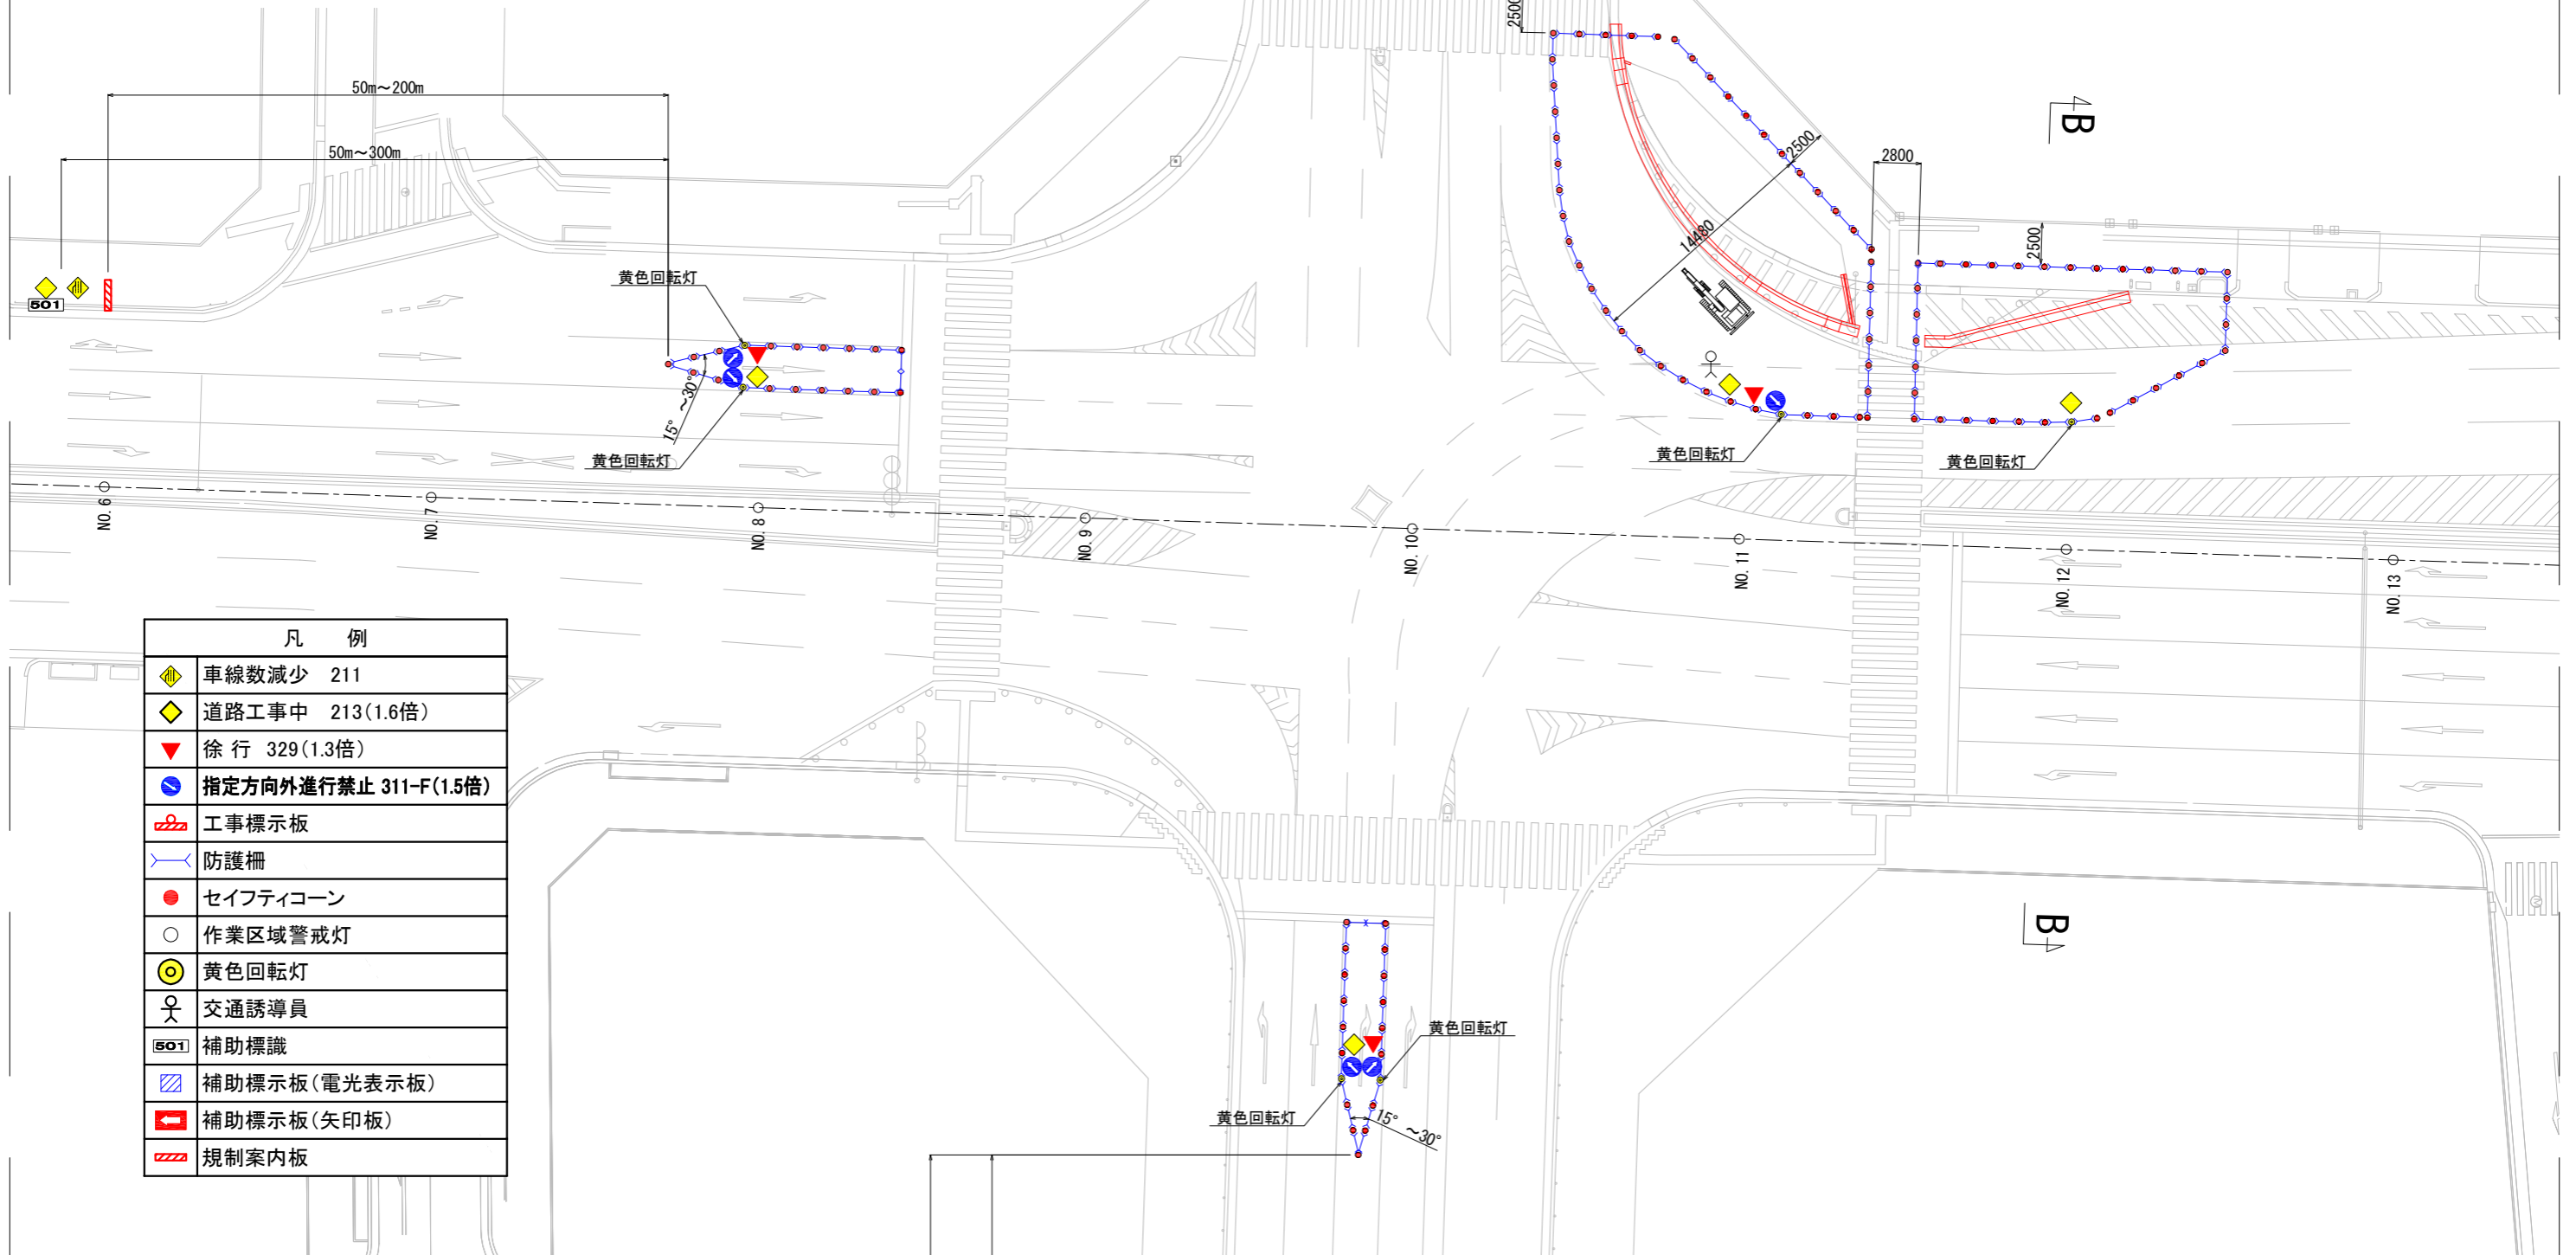 2500
50m～200m
50m～300m
B
2500
2800
14480
2500
501
黄色回転灯
15° ～30°
黄色回転灯
黄色回転灯
黄色回転灯
NO. 6
NO. 7
NO. 8
NO. 9
NO. 10
NO. 11
NO. 12
NO. 13
凡 例
車線数減少 211
道路工事中 213(1.6倍)
徐 行 329(1.3倍)
指定方向外進行禁止 311-F(1.5倍)
工事標示板
防護柵
セイフティコーン
作業区域警戒灯
黄色回転灯
交通誘導員
501 補助標識
補助標示板(電光表示板)
補助標示板(矢印板)
規制案内板
B
黄色回転灯
黄色回転灯
15° ～30°